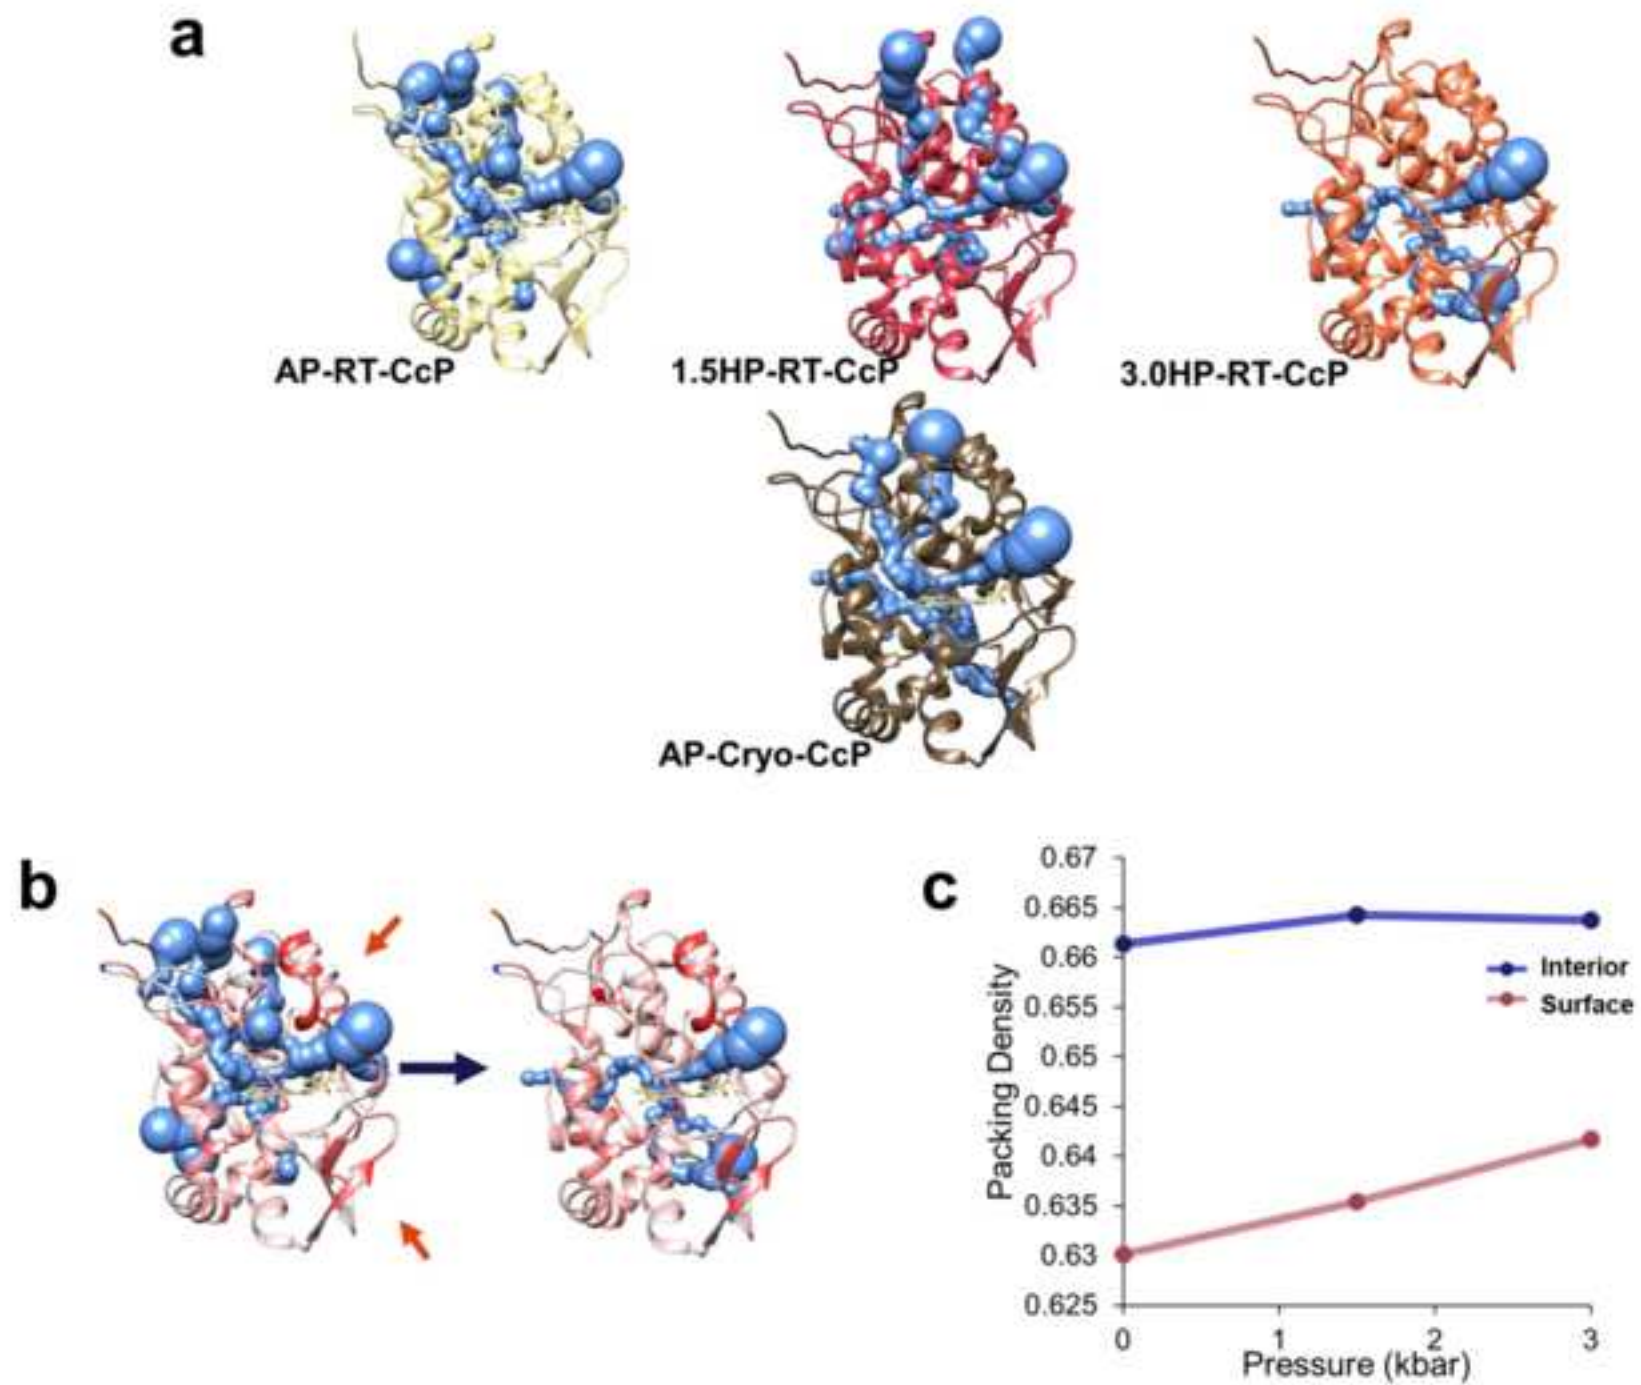 a
AP-RT-CcP
1.5HP-RT-CcP
3.0HP-RT-CcP
AP-Cryo-CcP
b
c
0.67
0.665
0.66
0.655
0.65
0.645
0.64
0.635
0.63
0.625
Packing Density
0 1 2 3
Pressure (kbar)
Interior
Surface